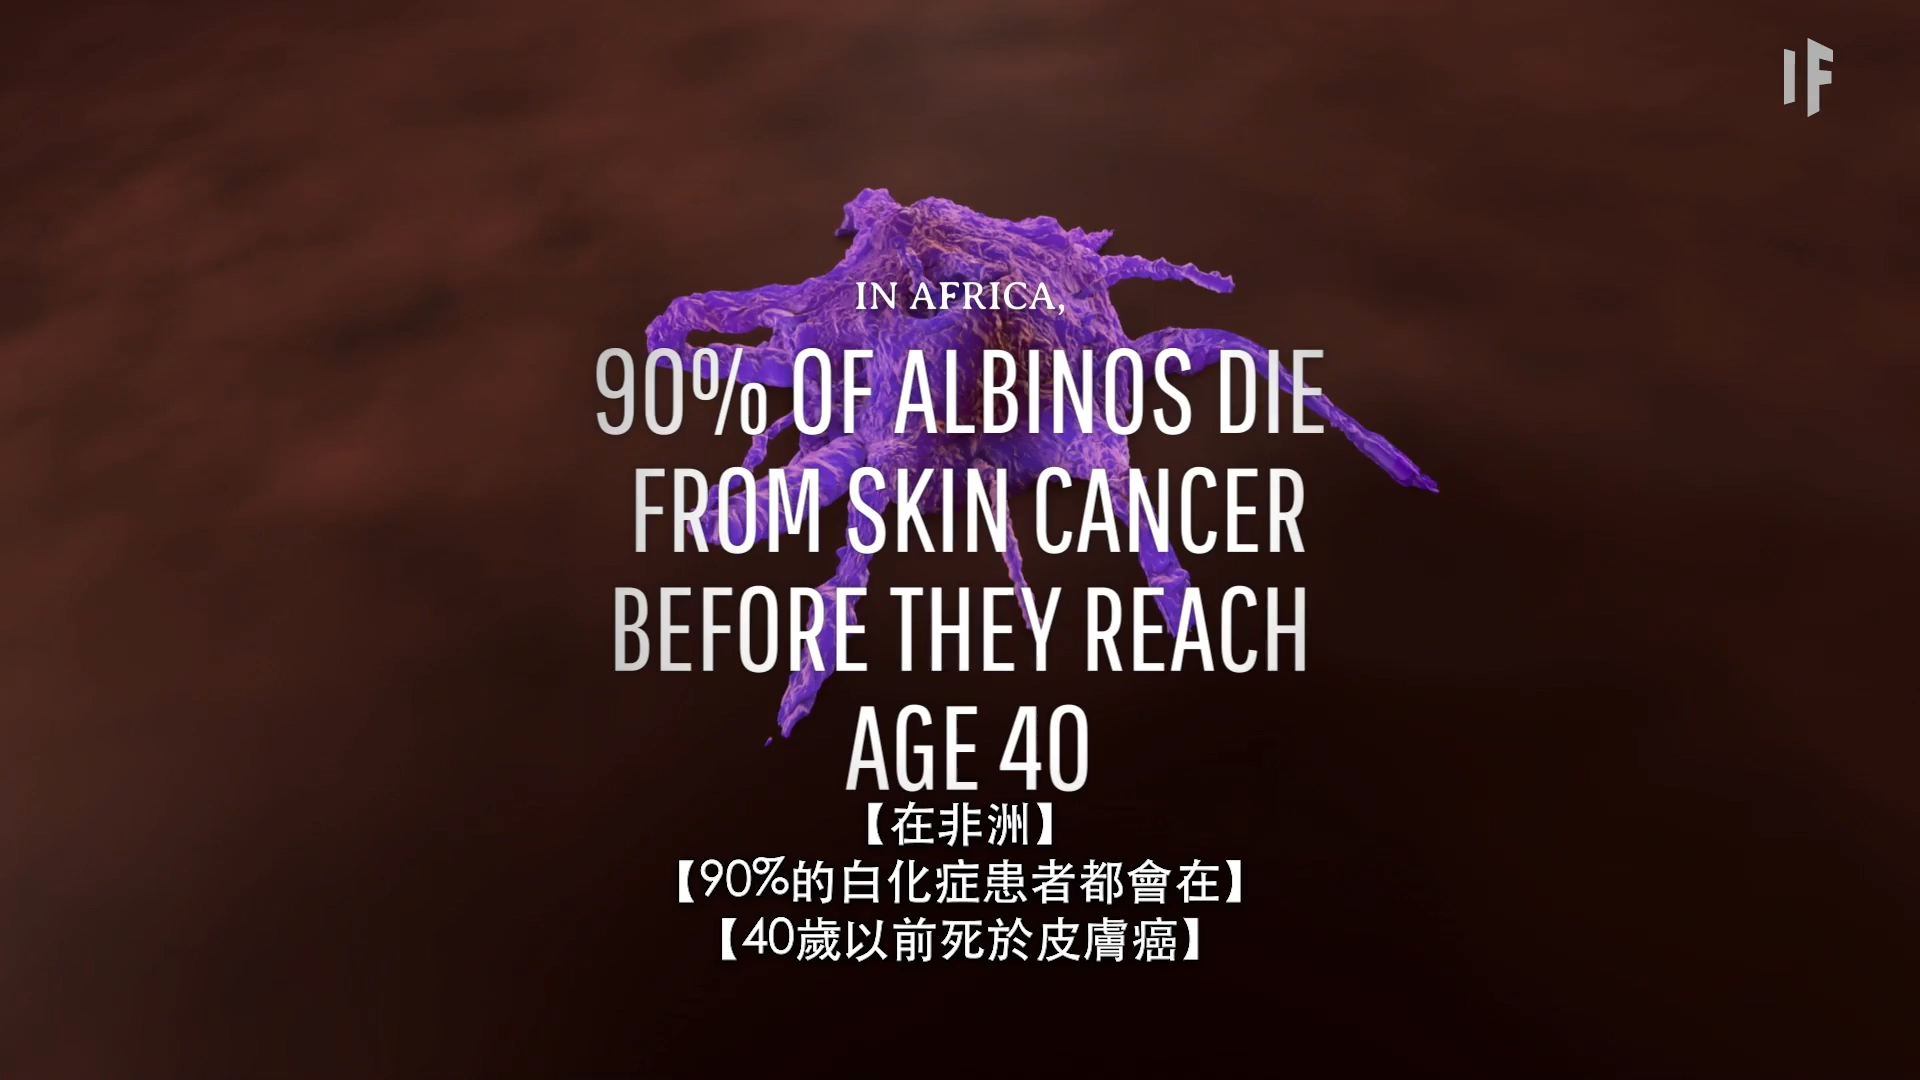 IF
IN AFRICA,
90% OF ALBINOS DIE
FROM SKIN CANCER
BEFORE THEY REACH
AGE 40
【在非洲】
【90%的白化症患者都會在】
【40歲以前死於皮膚癌】